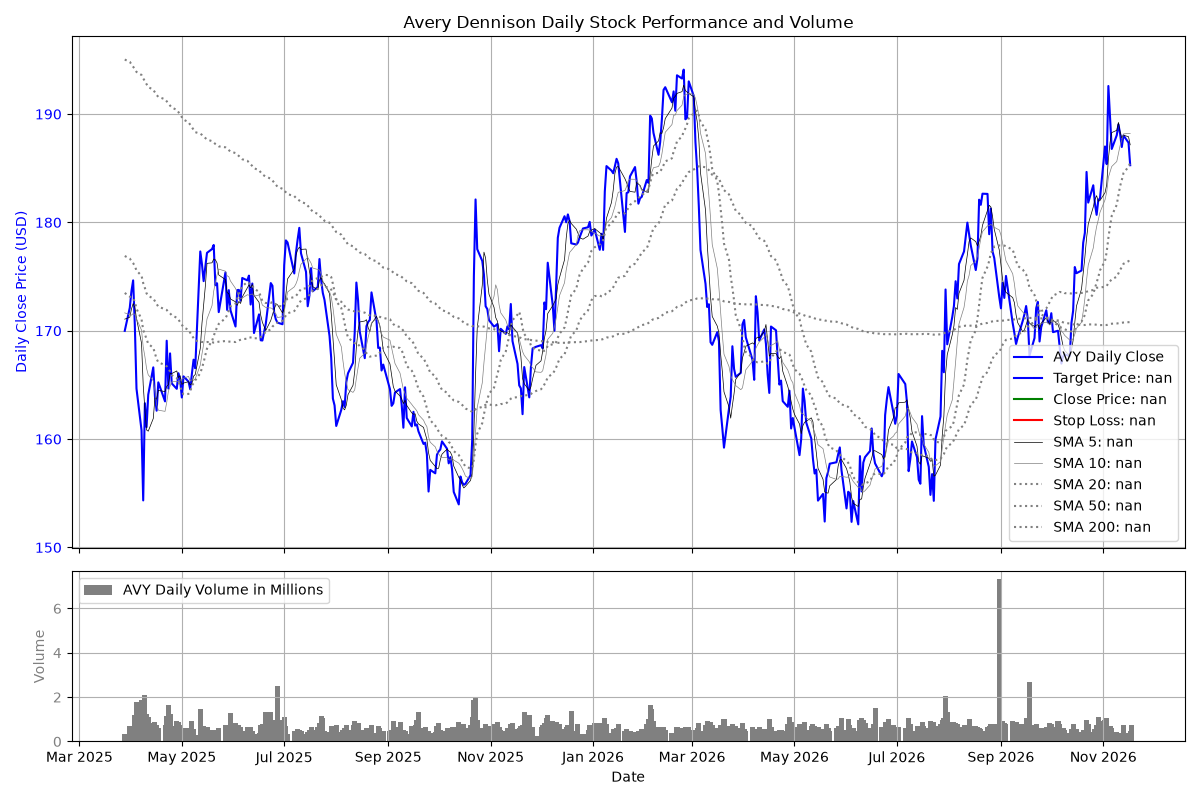 Avery Dennison Daily Stock Performance and Volume
Daily Close Price (USD)
190
180
170
160
150
AVY Daily Close
Target Price: nan
Close Price: nan
Stop Loss: nan
SMA 5: nan
SMA 10: nan
SMA 20: nan
SMA 50: nan
SMA 200: nan
AVY Daily Volume in Millions
Volume
6
4
2
0
Mar 2025
May 2025
Jul 2025
Sep 2025
Nov 2025
Jan 2026
Mar 2026
May 2026
Jul 2026
Sep 2026
Nov 2026
Date